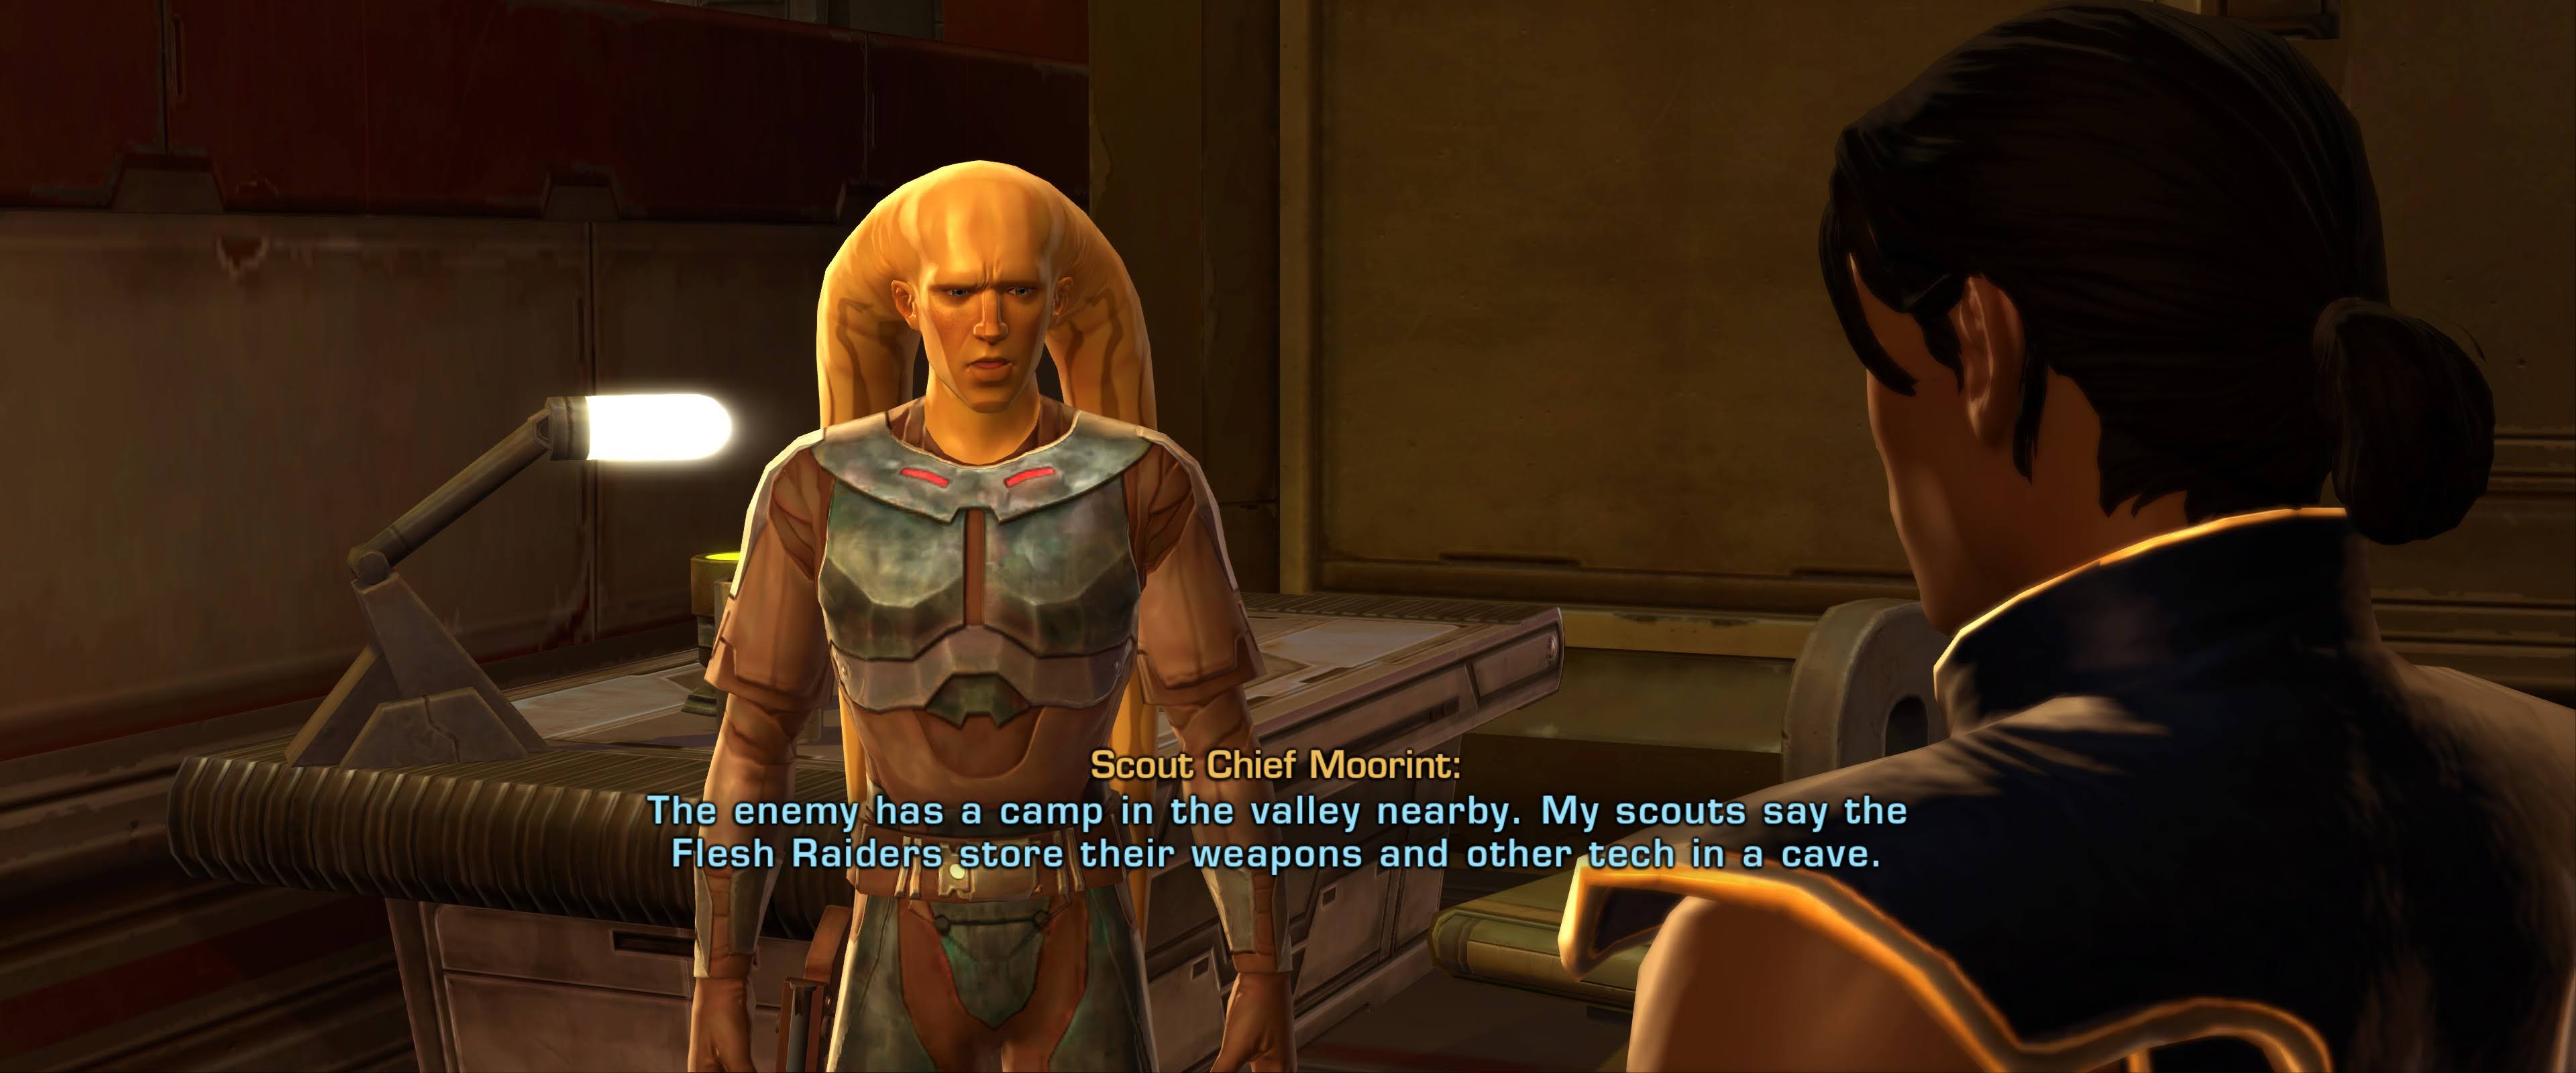 Scout Chief Moorint:
The enemy has a camp in the valley nearby. My scouts say the
Flesh Raiders store their weapons and other tech in a cave.